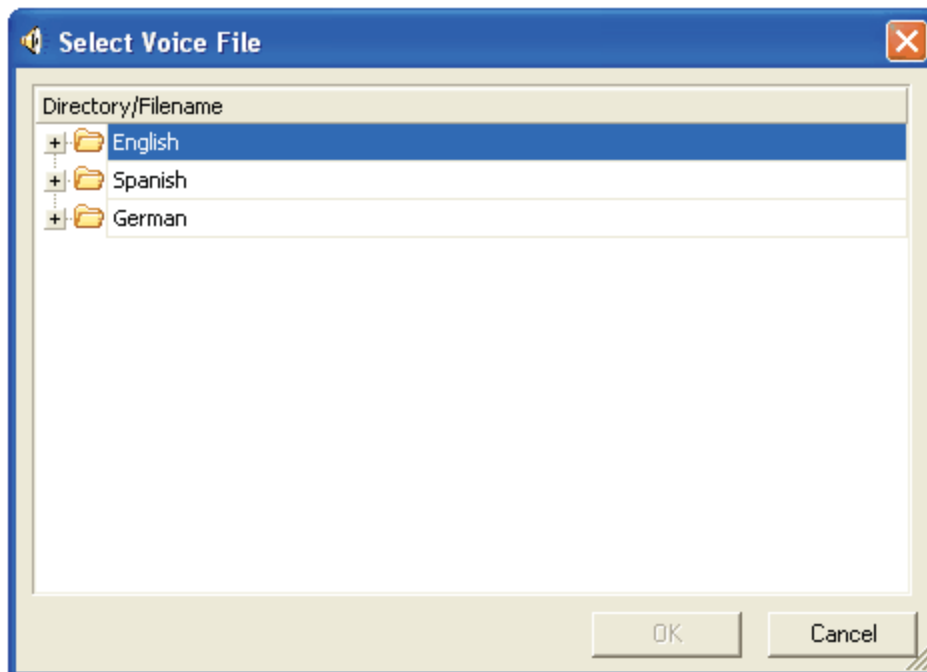 Select Voice File
Directory/Filename
English
Spanish
German
OK
Cancel